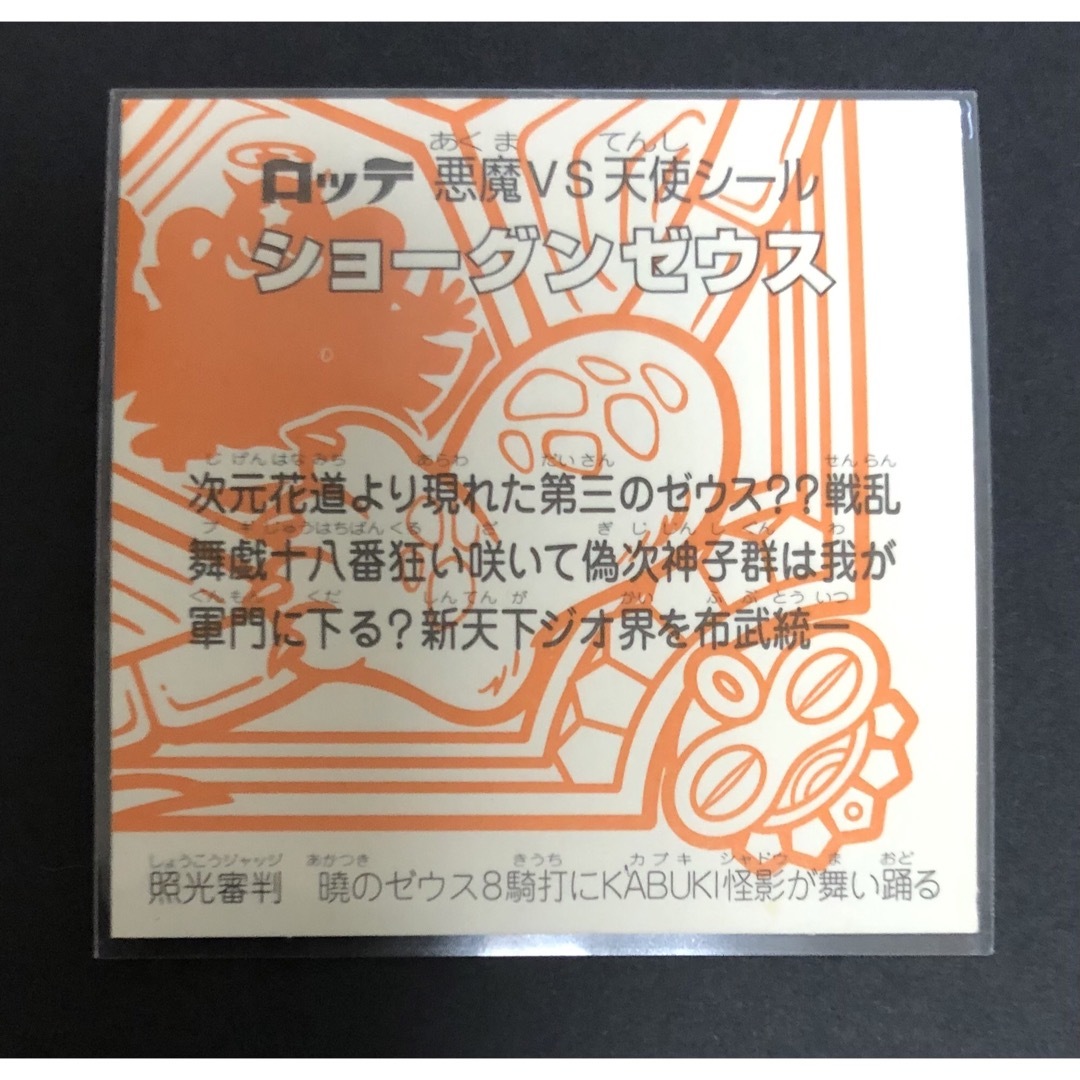 あくま てんし
ロッテ 悪魔VS天使シール
ショーグンゼウス
じげんはなみち あらわ だいさん せんらん
次元花道より現れた第三のゼウス??戦乱
ブギじゅうはちばんくる ざ ぎじじんしぐん わ
舞戯十八番狂い咲いて偽次神子群は我が
ぐんもん くだ しんてんが かい ふぶとういつ
軍門に下る?新天下ジオ界を布武統一
しょうこうジャッジ あかつき きうち カブキ シャドウ ま おど
照光審判 曉のゼウス8騎打にKABUKI怪影が舞い踊る